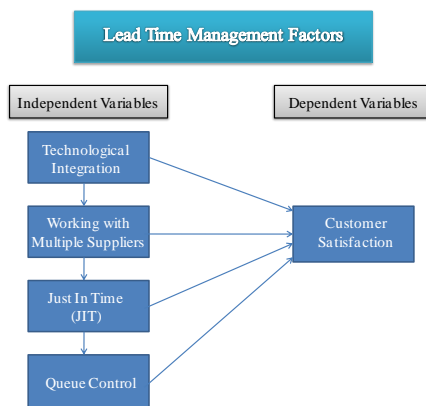 Lead Time Management Factors
Independent Variables
Dependent Variables
Technological
Integration
Working with
Multiple Suppliers
Customer
Satisfaction
Just In Time
(JIT)
Queue Control